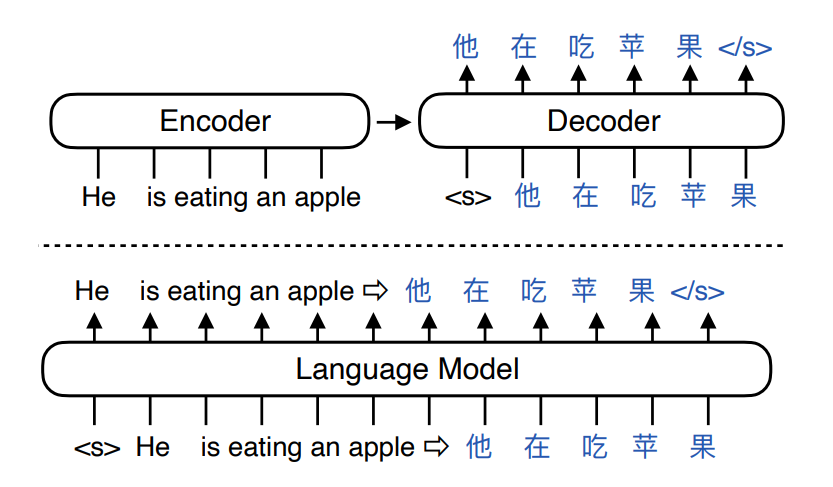 他 在 吃 苹 果 </s>
Encoder Decoder
He is eating an apple <s> 他 在 吃 苹 果
He is eating an apple ⇨ 他 在 吃 苹 果 </s>
Language Model
<s> He is eating an apple ⇨ 他 在 吃 苹 果